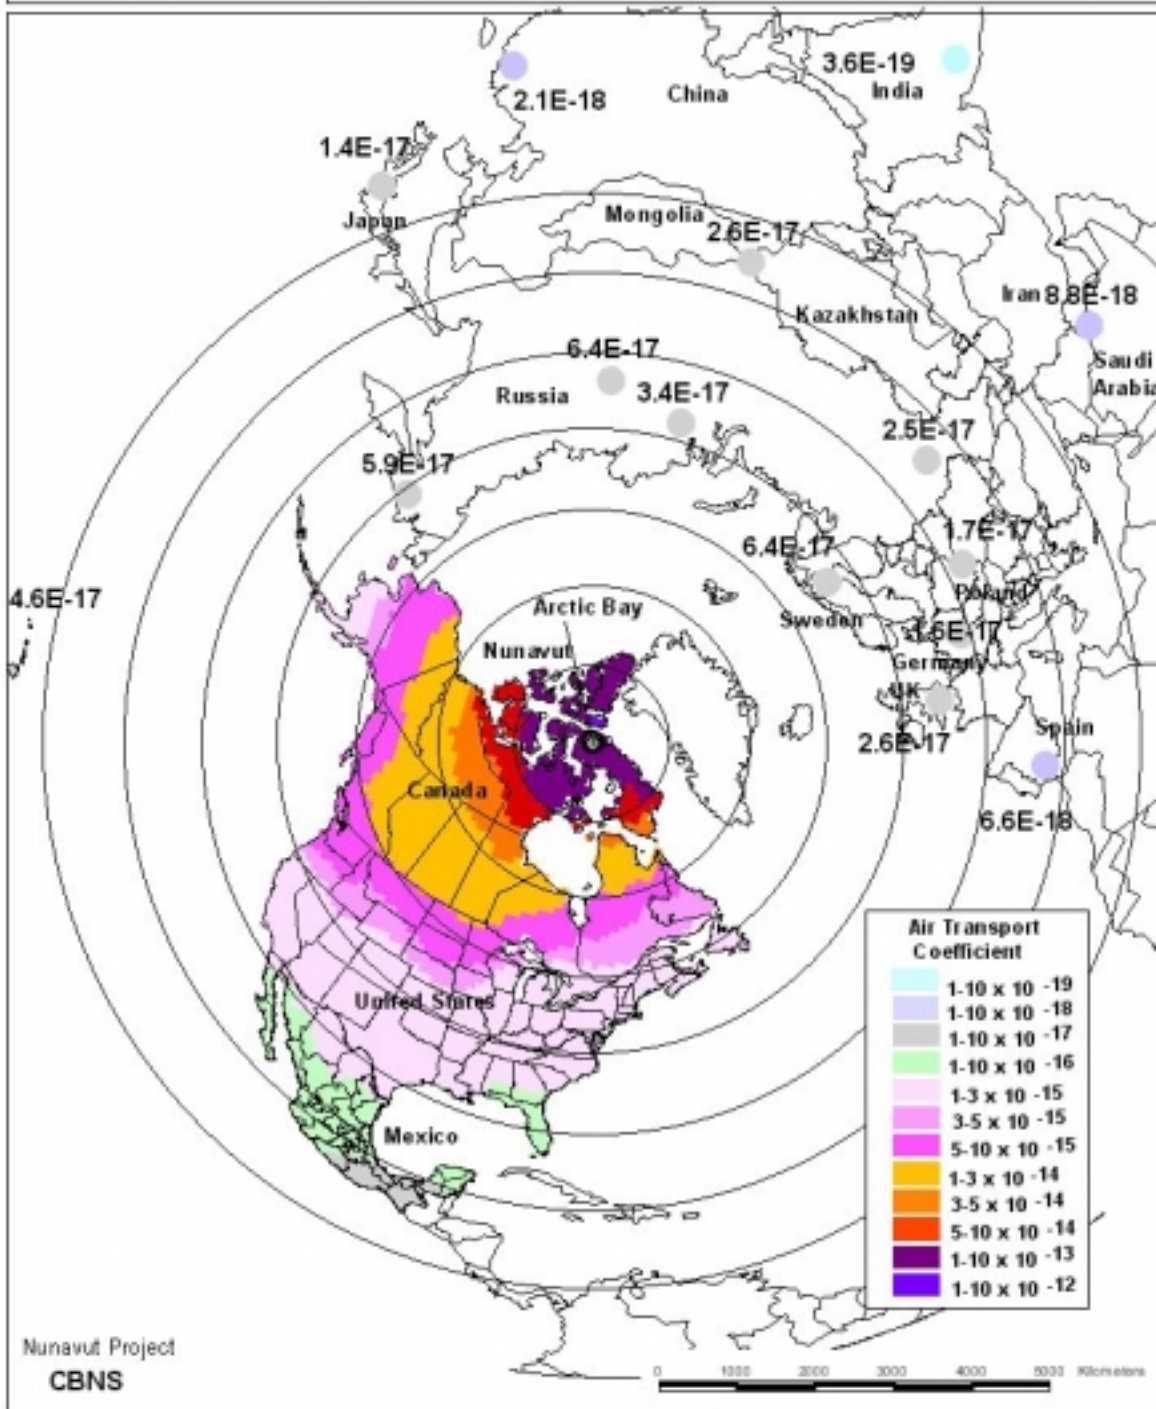 3.6E-19
India
China
2.1E-18
1.4E-17
Japan
Mongolia
2.6E-17
Iran 8.8E-18
Kazakhstan
Saudi
Arabia
6.4E-17
Russia
3.4E-17
2.5E-17
5.9E-17
1.7E-17
6.4E-17
Poland
4.6E-17
Arctic Bay
Sweden
Nunavut
Germany
UK
Spain
2.6E-17
Canada
6.6E-18
United States
Mexico
Air Transport
Coefficient
1-10 x 10 -19
1-10 x 10 -18
1-10 x 10 -17
1-10 x 10 -16
1-3 x 10 -15
3-5 x 10 -15
5-10 x 10 -15
1-3 x 10 -14
3-5 x 10 -14
5-10 x 10 -14
1-10 x 10 -13
1-10 x 10 -12
Nunavut Project
CBNS
0 1000 2000 3000 4000 5000 Kilometers